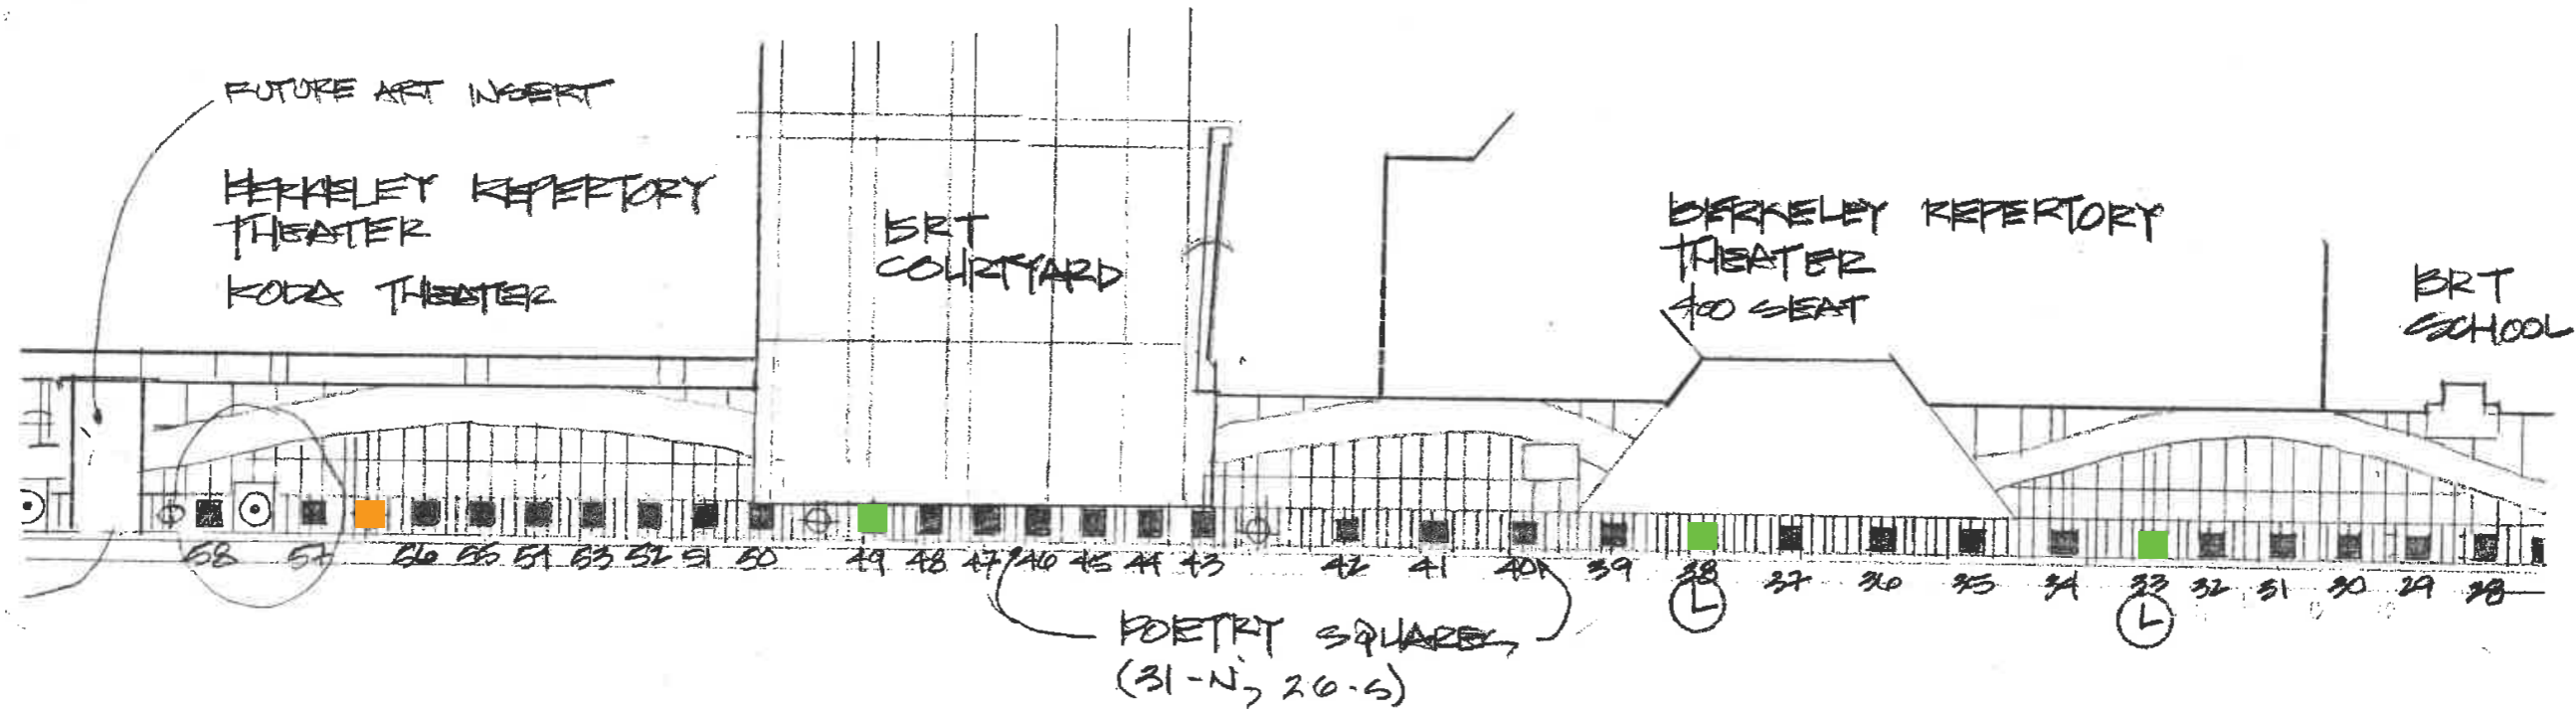 FUTURE ART INSERT
BERKELEY REPERTORY
THEATER
KODA THEATER
BRT
COURTYARD
BERKELEY REPERTORY
THEATER
400 SEAT
BRT
SCHOOL
58 57 56 55 54 53 52 51 50 49 48 47 46 45 44 43 42 41 40 39 38 37 36 35 34 33 32 31 30 29 28
L
L
POETRY SQUARES
(31-N, 26-S)